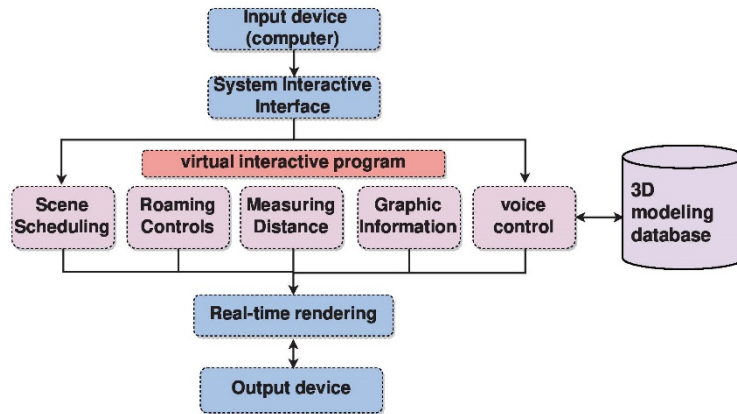 Input device
(computer)
System Interactive
Interface
virtual interactive program
Scene
Scheduling
Roaming
Controls
Measuring
Distance
Graphic
Information
voice
control
3D
modeling
database
Real-time rendering
Output device